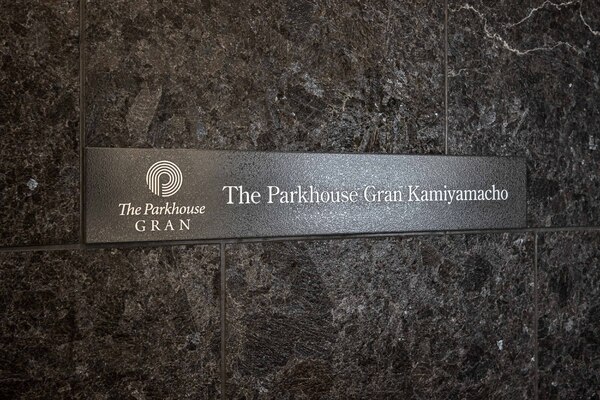 The Parkhouse
GRAN
The Parkhouse Gran Kamiyamacho